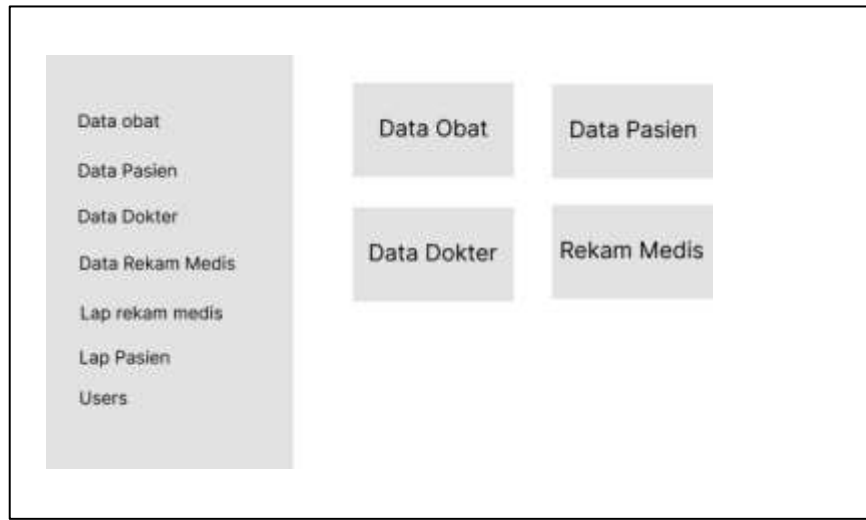 Data obat
Data Pasien
Data Dokter
Data Rekam Medis
Lap rekam medis
Lap Pasien
Users
Data Obat
Data Pasien
Data Dokter
Rekam Medis